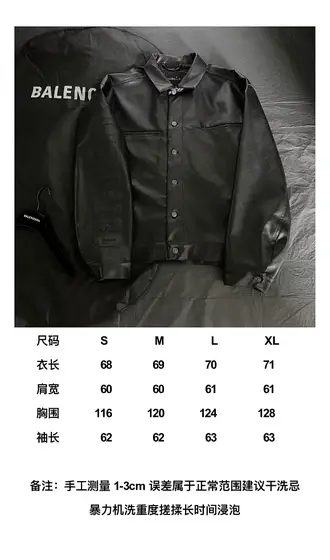 BALENC
尺码 S M L XL
衣长 68 69 70 71
肩宽 60 60 61 61
胸围 116 120 124 128
袖长 62 62 63 63
备注：手工测量 1-3cm 误差属于正常范围建议干洗忌
暴力机洗重度搓揉长时间浸泡